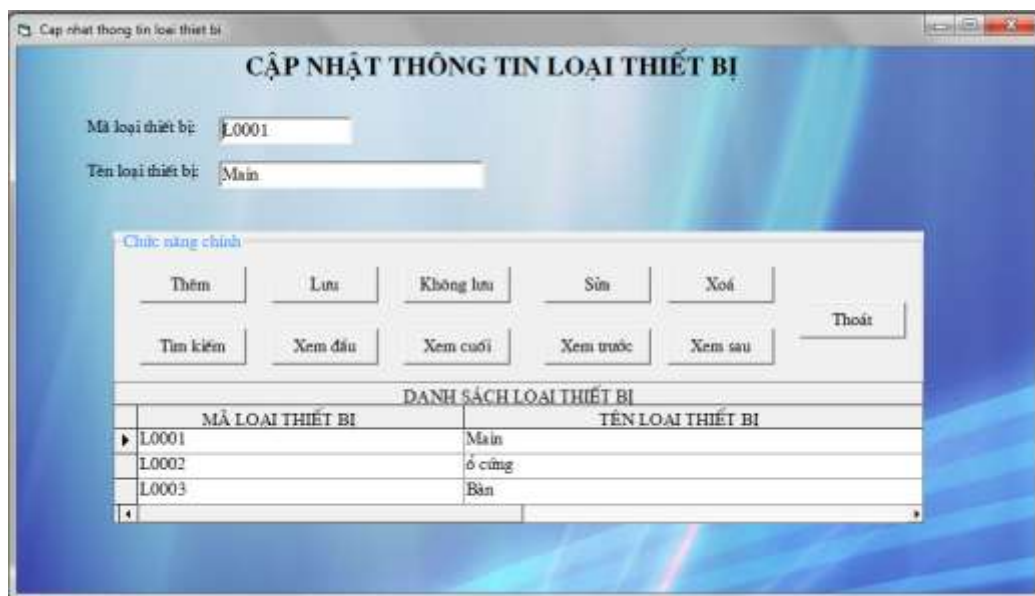 Cap nhat thong tin loai thiet bi
CẬP NHẬT THÔNG TIN LOẠI THIẾT BỊ
Mã loại thiết bị: L0001
Tên loại thiết bị: Main
Chức năng chính
Thêm Lưu Không lưu Sửa Xoá
Thoát
Tìm kiếm Xem đầu Xem cuối Xem trước Xem sau
DANH SÁCH LOẠI THIẾT BỊ
MÃ LOẠI THIẾT BỊ TÊN LOẠI THIẾT BỊ
L0001 Main
L0002 ổ cứng
L0003 Bàn